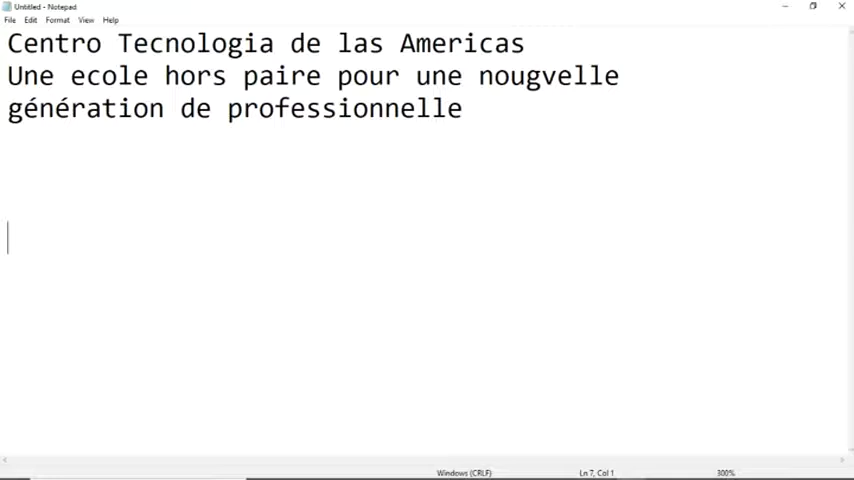 Untitled - Notepad
File Edit Format View Help
Centro Tecnologia de las Americas
Une ecole hors paire pour une nougvelle
génération de professionnelle
Windows (CRLF) Ln 7, Col 1 300%